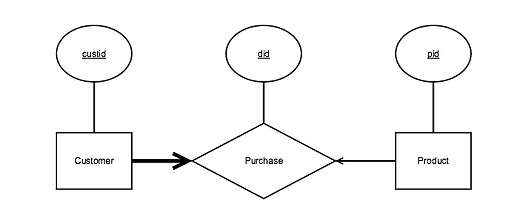 custid
did
pid
Customer
Purchase
Product